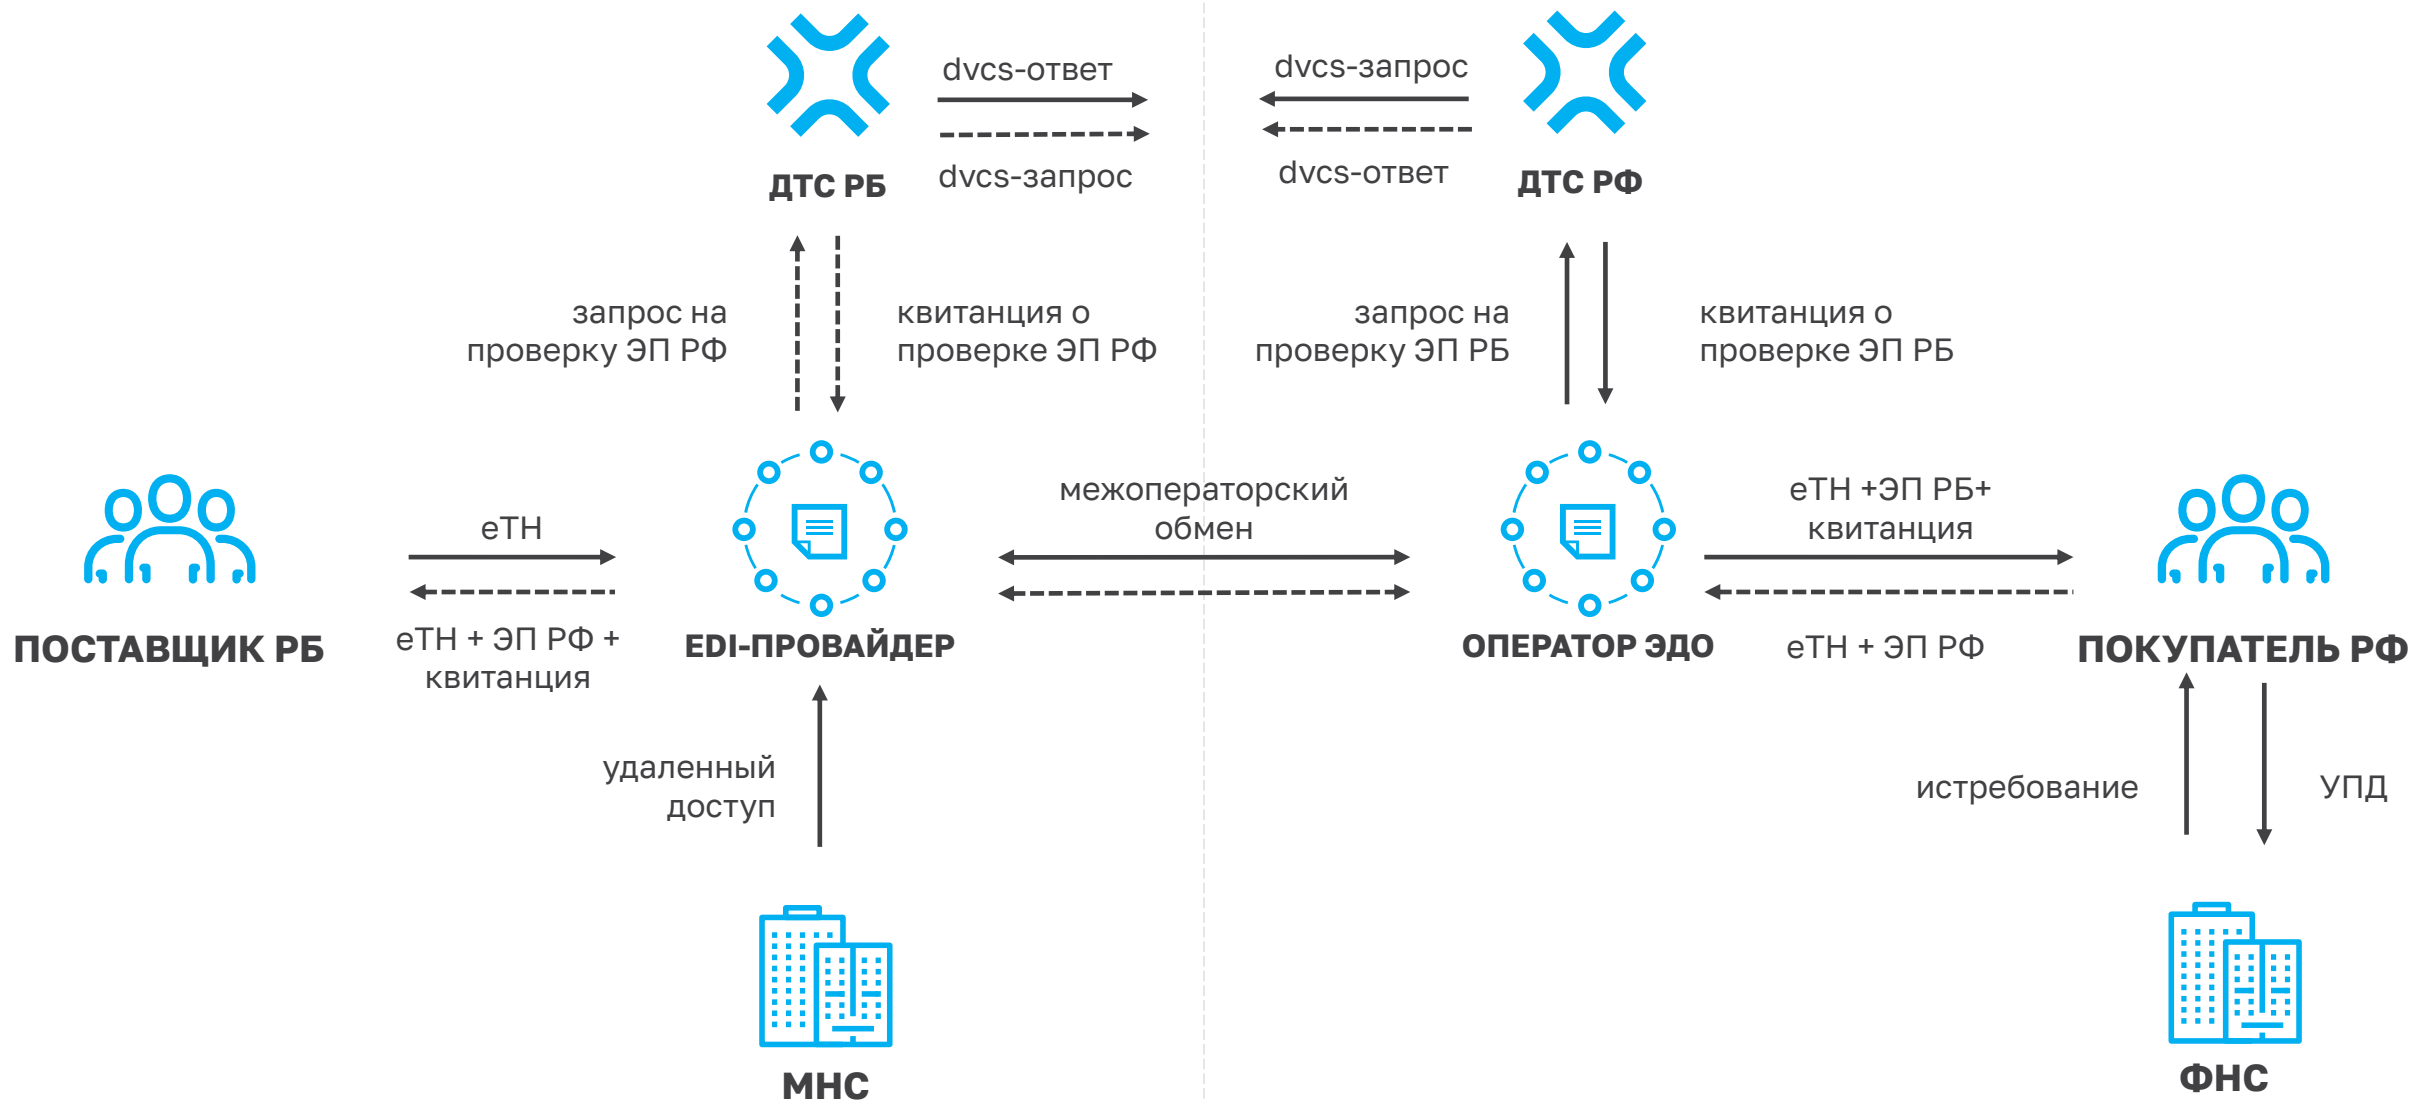 dvcs-ответ
dvcs-запрос
ДТС РБ
dvcs-запрос
dvcs-ответ
ДТС РФ
запрос на
проверку ЭП РФ
квитанция о
проверке ЭП РФ
запрос на
проверку ЭП РБ
квитанция о
проверке ЭП РБ
еТН
межоператорский
обмен
еТН +ЭП РБ+
квитанция
ПОСТАВЩИК РБ
еТН + ЭП РФ +
квитанция
EDI-ПРОВАЙДЕР
ОПЕРАТОР ЭДО
еТН + ЭП РФ
ПОКУПАТЕЛЬ РФ
удаленный
доступ
истребование
УПД
МНС
ФНС